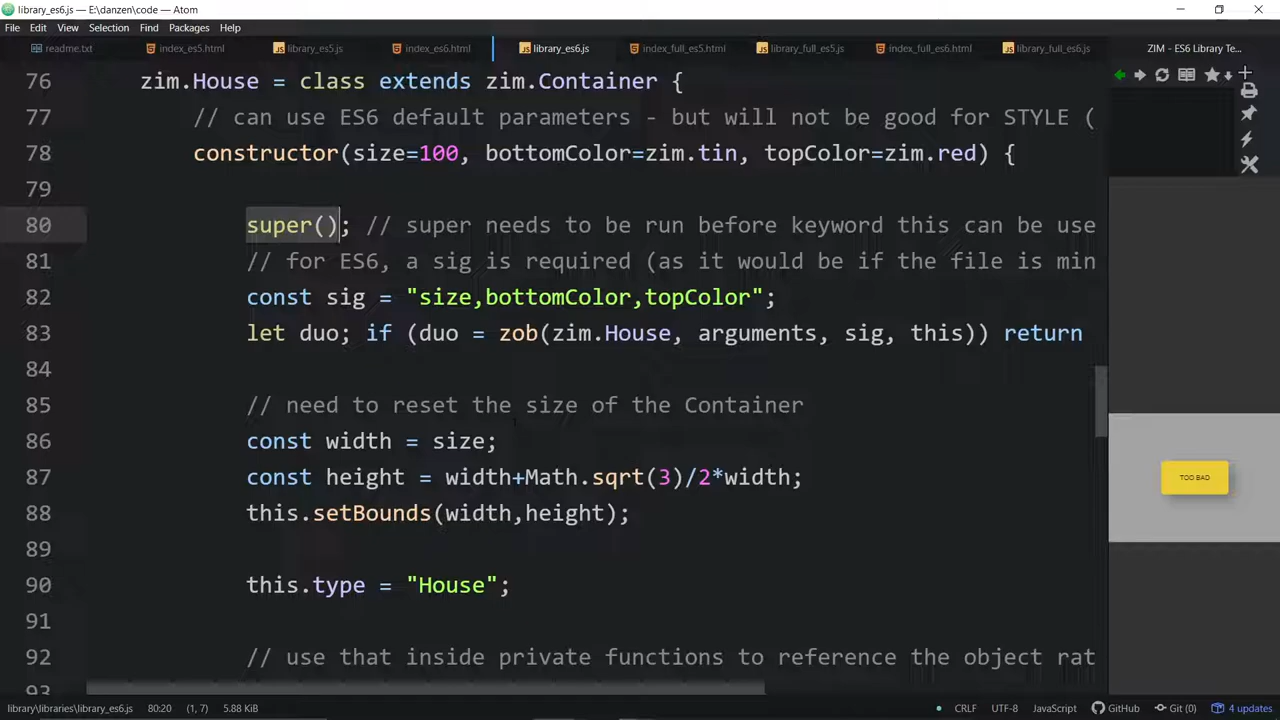 library_es6.js — E:\danzen\code — Atom
File Edit View Selection Find Packages Help
readme.txt index_es5.html library_es5.js index_es6.html library_es6.js index_full_es5.html library_full_es5.js index_full_es6.html library_full_es6.js ZIM - ES6 Library Te...
76 zim.House = class extends zim.Container {
77 // can use ES6 default parameters - but will not be good for STYLE (
78 constructor(size=100, bottomColor=zim.tin, topColor=zim.red) {
79
80 super(); // super needs to be run before keyword this can be use
81 // for ES6, a sig is required (as it would be if the file is min
82 const sig = "size,bottomColor,topColor";
83 let duo; if (duo = zob(zim.House, arguments, sig, this)) return
84
85 // need to reset the size of the Container
86 const width = size;
87 const height = width+Math.sqrt(3)/2*width;
88 this.setBounds(width,height);
89
90 this.type = "House";
91
92 // use that inside private functions to reference the object rat
93
TOO BAD
library\libraries\library_es6.js 80:20 (1, 7) 5.88 KiB CRLF UTF-8 JavaScript GitHub Git (0) 4 updates